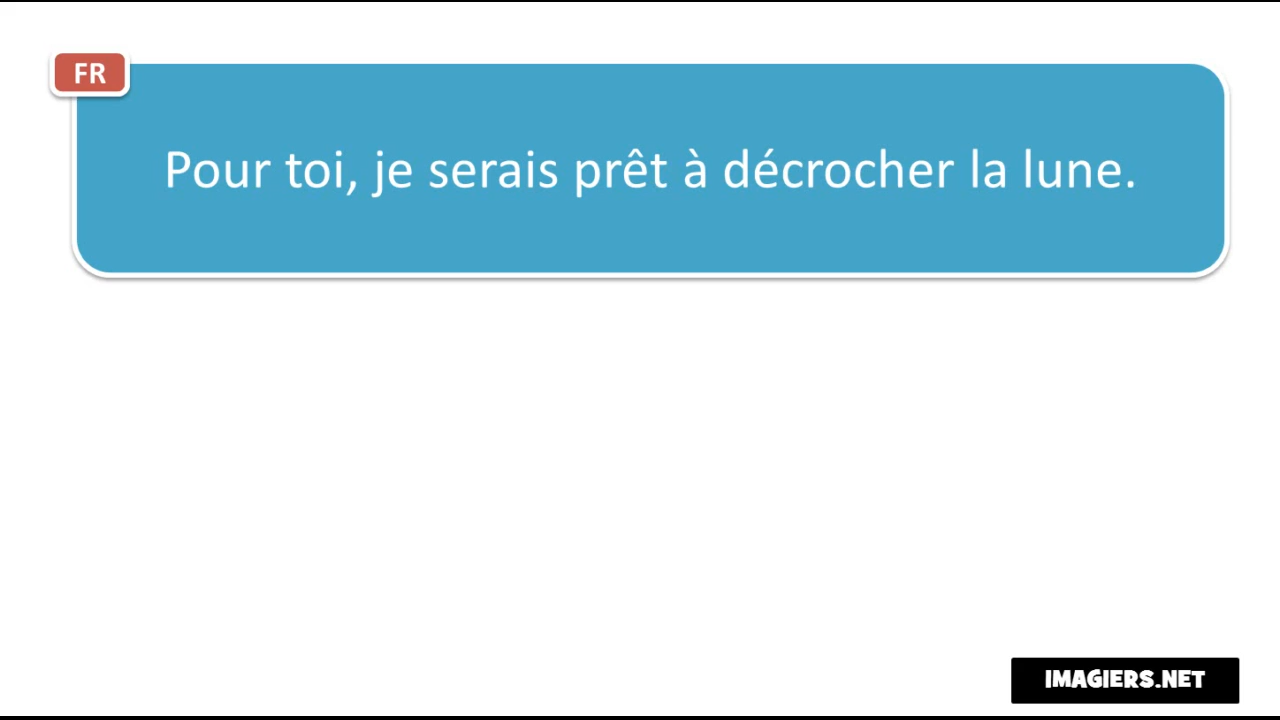 FR
Pour toi, je serais prêt à décrocher la lune.
IMAGIERS.NET